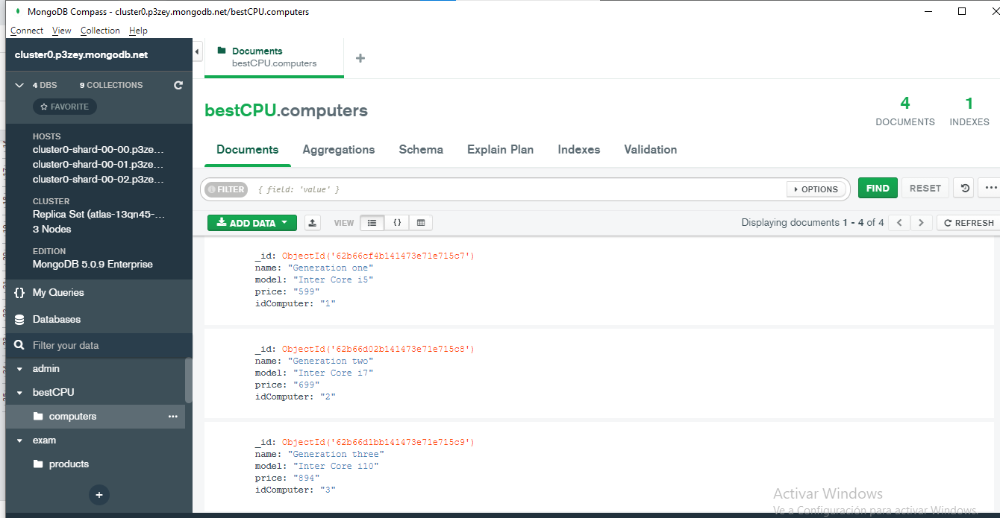 MongoDB Compass - cluster0.p3zey.mongodb.net/bestCPU.computers
Connect View Collection Help
cluster0.p3zey.mongodb.net
4 DBS 9 COLLECTIONS
FAVORITE
HOSTS
cluster0-shard-00-00.p3ze...
cluster0-shard-00-01.p3ze...
cluster0-shard-00-02.p3ze...
CLUSTER
Replica Set (atlas-13qn45-...
3 Nodes
EDITION
MongoDB 5.0.9 Enterprise
{} My Queries
Databases
Filter your data
admin
bestCPU
computers ...
exam
products
+
Documents
bestCPU.computers
+
bestCPU.computers
4
DOCUMENTS
1
INDEXES
Documents Aggregations Schema Explain Plan Indexes Validation
FILTER { field: 'value' } OPTIONS FIND RESET ...
ADD DATA VIEW {} Displaying documents 1 - 4 of 4 < > REFRESH
_id: ObjectId('62b66cf4b141473e71e715c7')
name: "Generation one"
model: "Inter Core i5"
price: "599"
idComputer: "1"
_id: ObjectId('62b66d02b141473e71e715c8')
name: "Generation two"
model: "Inter Core i7"
price: "699"
idComputer: "2"
_id: ObjectId('62b66d1bb141473e71e715c9')
name: "Generation three"
model: "Inter Core i10"
price: "894"
idComputer: "3"
Activar Windows
Ve a Configuración para activar Windows.